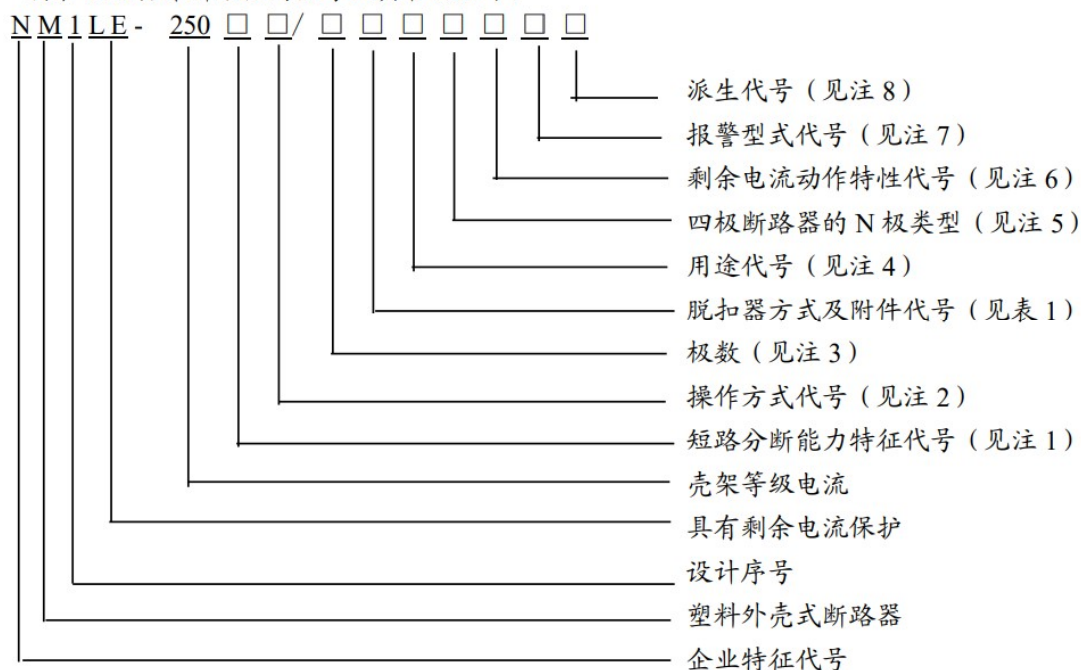 NM1LE- 250 □ □/ □ □ □ □ □ □ □
派生代号（见注 8）
报警型式代号（见注 7）
剩余电流动作特性代号（见注 6）
四极断路器的 N 极类型（见注 5）
用途代号（见注 4）
脱扣器方式及附件代号（见表 1）
极数（见注 3）
操作方式代号（见注 2）
短路分断能力特征代号（见注 1）
壳架等级电流
具有剩余电流保护
设计序号
塑料外壳式断路器
企业特征代号